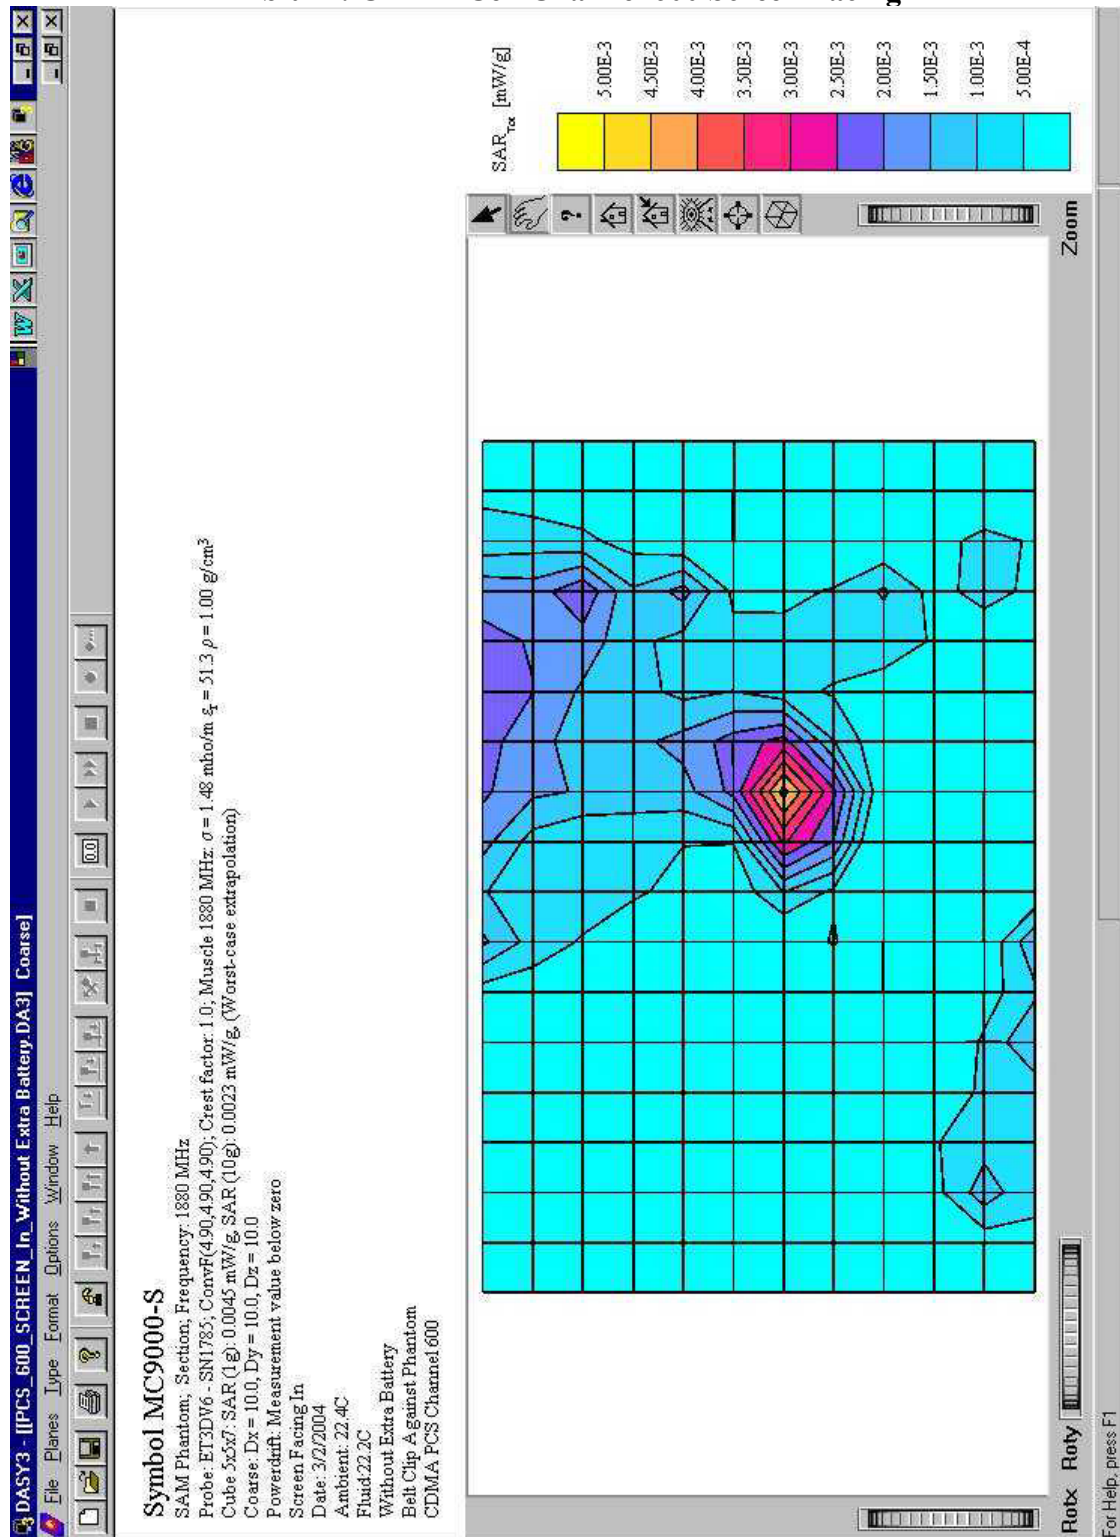 DASY3 - [[PCS_600_SCREEN_In_Without Extra Battery.DA3] Coarse]
File Planes Type Format Options Window Help
Symbol MC9000-S
SAM Phantom; Section; Frequency: 1880 MHz
Probe: ET3DV6 - SN1785; ConvF(4.90,4.90,4.90); Crest factor: 1.0; Muscle 1880 MHz: σ = 1.48 mho/m εr = 51.3 ρ = 1.00 g/cm³
Cube 5x5x7: SAR (1g): 0.0045 mW/g, SAR (10g): 0.0023 mW/g, (Worst-case extrapolation)
Coarse: Dx = 10.0, Dy = 10.0, Dz = 10.0
Powerdrift: Measurement value below zero
Screen Facing In
Date: 3/2/2004
Ambient: 22.4C
Fluid:22.2C
Without Extra Battery
Belt Clip Against Phantom
CDMA PCS Channel 600
SARTot [mW/g]
5.00E-3
4.50E-3
4.00E-3
3.50E-3
3.00E-3
2.50E-3
2.00E-3
1.50E-3
1.00E-3
5.00E-4
Rotx Roty
Zoom
For Help, press F1